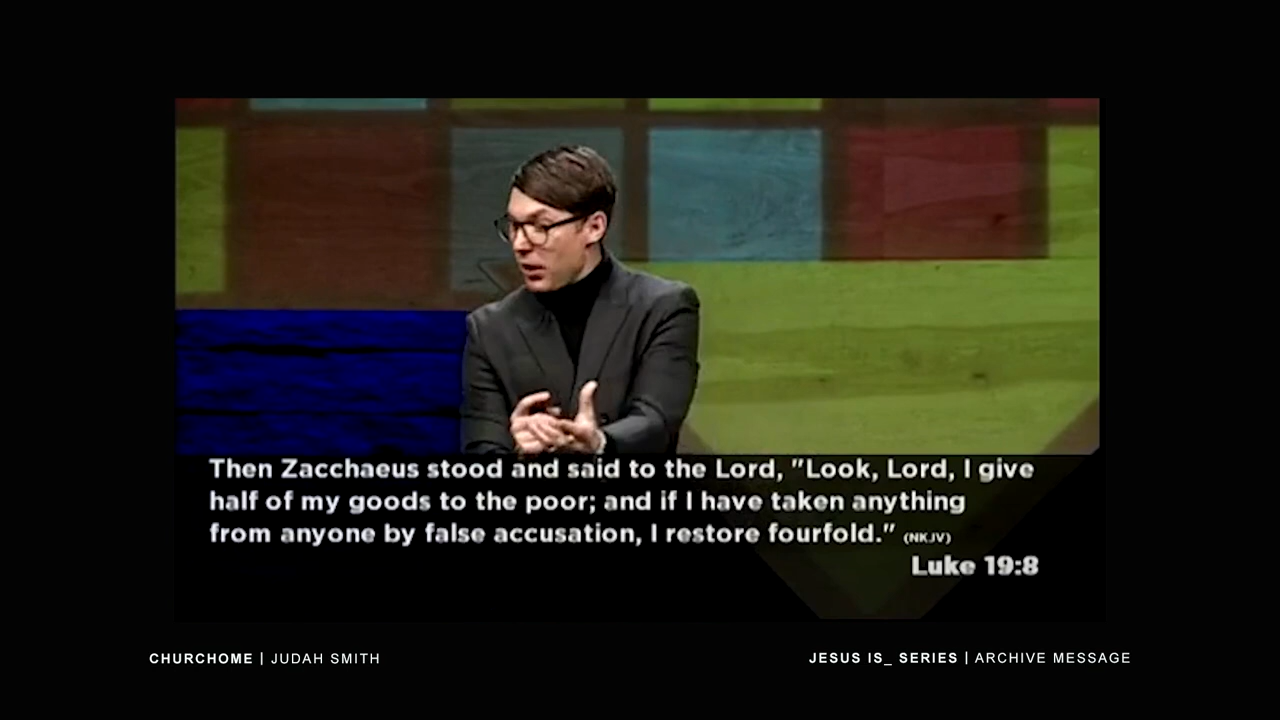 Then Zacchaeus stood and said to the Lord, "Look, Lord, I give
half of my goods to the poor; and if I have taken anything
from anyone by false accusation, I restore fourfold." (NKJV)
Luke 19:8
CHURCHOME | JUDAH SMITH
JESUS IS_ SERIES | ARCHIVE MESSAGE